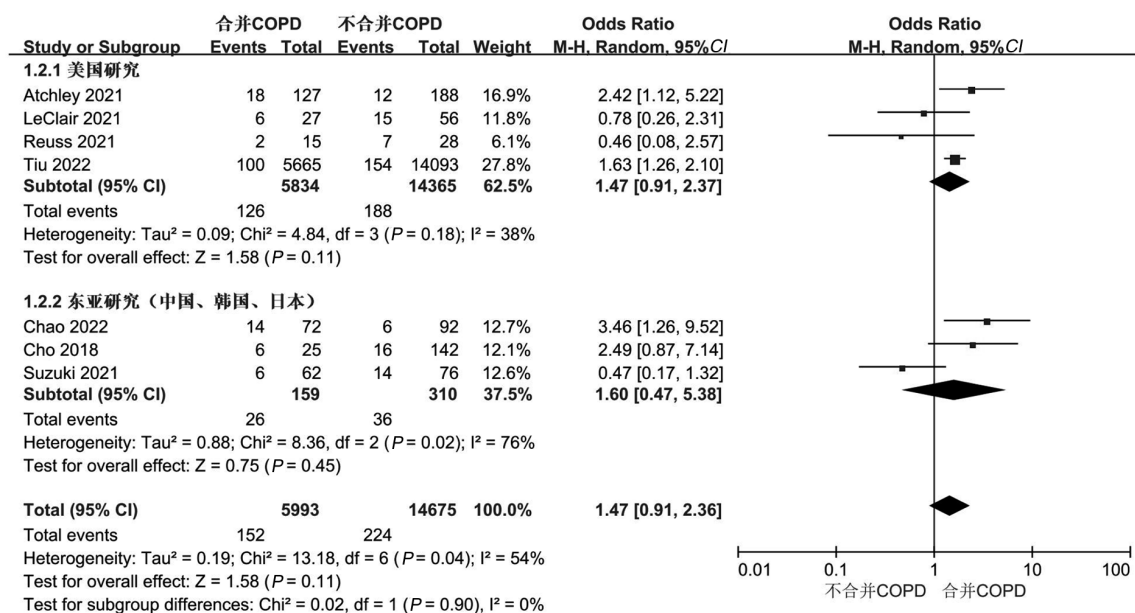 合并COPD 不合并COPD Odds Ratio Odds Ratio
Study or Subgroup Events Total Events Total Weight M-H, Random, 95%CI M-H, Random, 95%CI
1.2.1 美国研究
Atchley 2021 18 127 12 188 16.9% 2.42 [1.12, 5.22]
LeClair 2021 6 27 15 56 11.8% 0.78 [0.26, 2.31]
Reuss 2021 2 15 7 28 6.1% 0.46 [0.08, 2.57]
Tiu 2022 100 5665 154 14093 27.8% 1.63 [1.26, 2.10]
Subtotal (95% CI) 5834 14365 62.5% 1.47 [0.91, 2.37]
Total events 126 188
Heterogeneity: Tau² = 0.09; Chi² = 4.84, df = 3 (P = 0.18); I² = 38%
Test for overall effect: Z = 1.58 (P = 0.11)
1.2.2 东亚研究（中国、韩国、日本）
Chao 2022 14 72 6 92 12.7% 3.46 [1.26, 9.52]
Cho 2018 6 25 16 142 12.1% 2.49 [0.87, 7.14]
Suzuki 2021 6 62 14 76 12.6% 0.47 [0.17, 1.32]
Subtotal (95% CI) 159 310 37.5% 1.60 [0.47, 5.38]
Total events 26 36
Heterogeneity: Tau² = 0.88; Chi² = 8.36, df = 2 (P = 0.02); I² = 76%
Test for overall effect: Z = 0.75 (P = 0.45)
Total (95% CI) 5993 14675 100.0% 1.47 [0.91, 2.36]
Total events 152 224
Heterogeneity: Tau² = 0.19; Chi² = 13.18, df = 6 (P = 0.04); I² = 54%
Test for overall effect: Z = 1.58 (P = 0.11)
Test for subgroup differences: Chi² = 0.02, df = 1 (P = 0.90), I² = 0%
0.01 0.1 1 10 100
不合并COPD 合并COPD